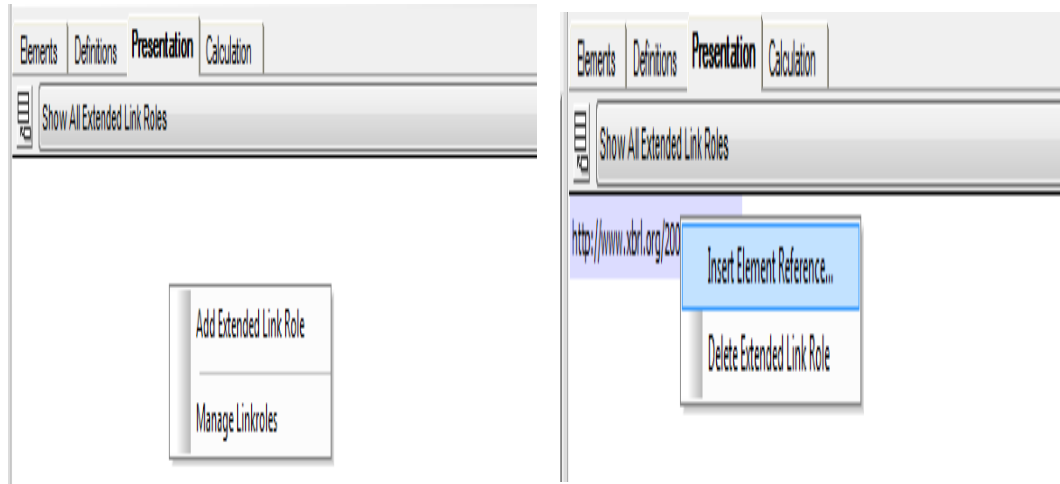 Elements Definitions Presentation Calculation
Show All Extended Link Roles
Add Extended Link Role
Manage Linkroles
Elements Definitions Presentation Calculation
Show All Extended Link Roles
http://www.xbrl.org/200
Insert Element Reference...
Delete Extended Link Role